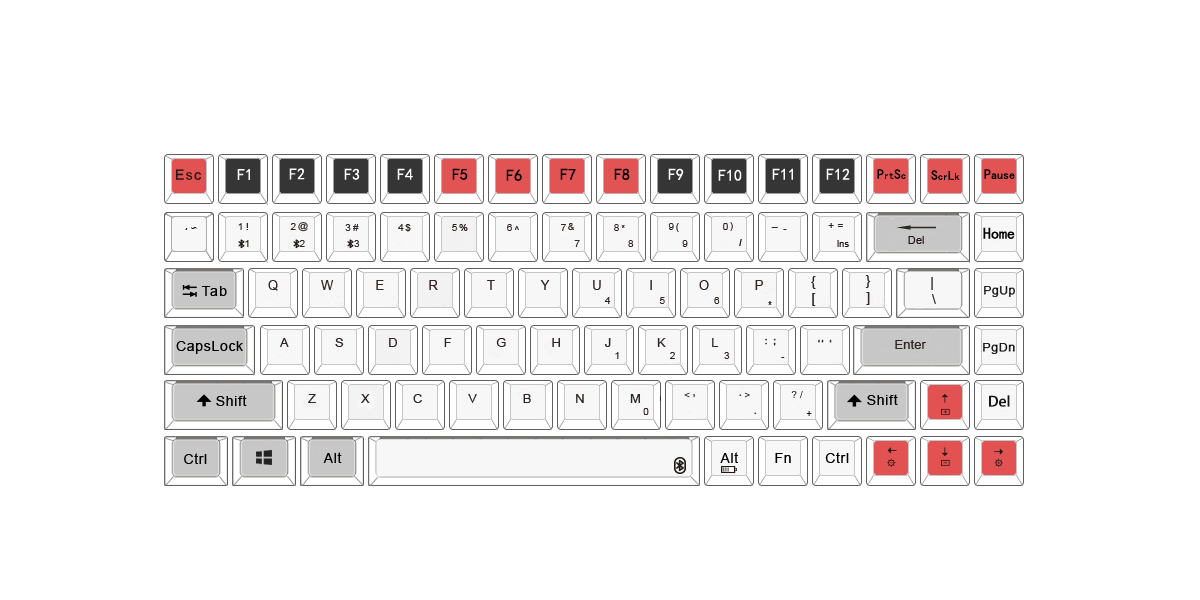 Esc F1 F2 F3 F4 F5 F6 F7 F8 F9 F10 F11 F12 PrtSc ScrLk Pause
1! 2@ 3# 4$ 5% 6^ 7& 8* 9( 0) – - + = Home
1 2 3 7 8 9 / Ins Del
Tab Q W E R T Y U I O P { } | PgUp
4 5 6 * [ ] \
CapsLock A S D F G H J K L : ; " ' Enter PgDn
1 2 3 -
Shift Z X C V B N M < , . > ? / Shift ↑ Del
0 . +
Ctrl Alt Alt Fn Ctrl ← ↓ →